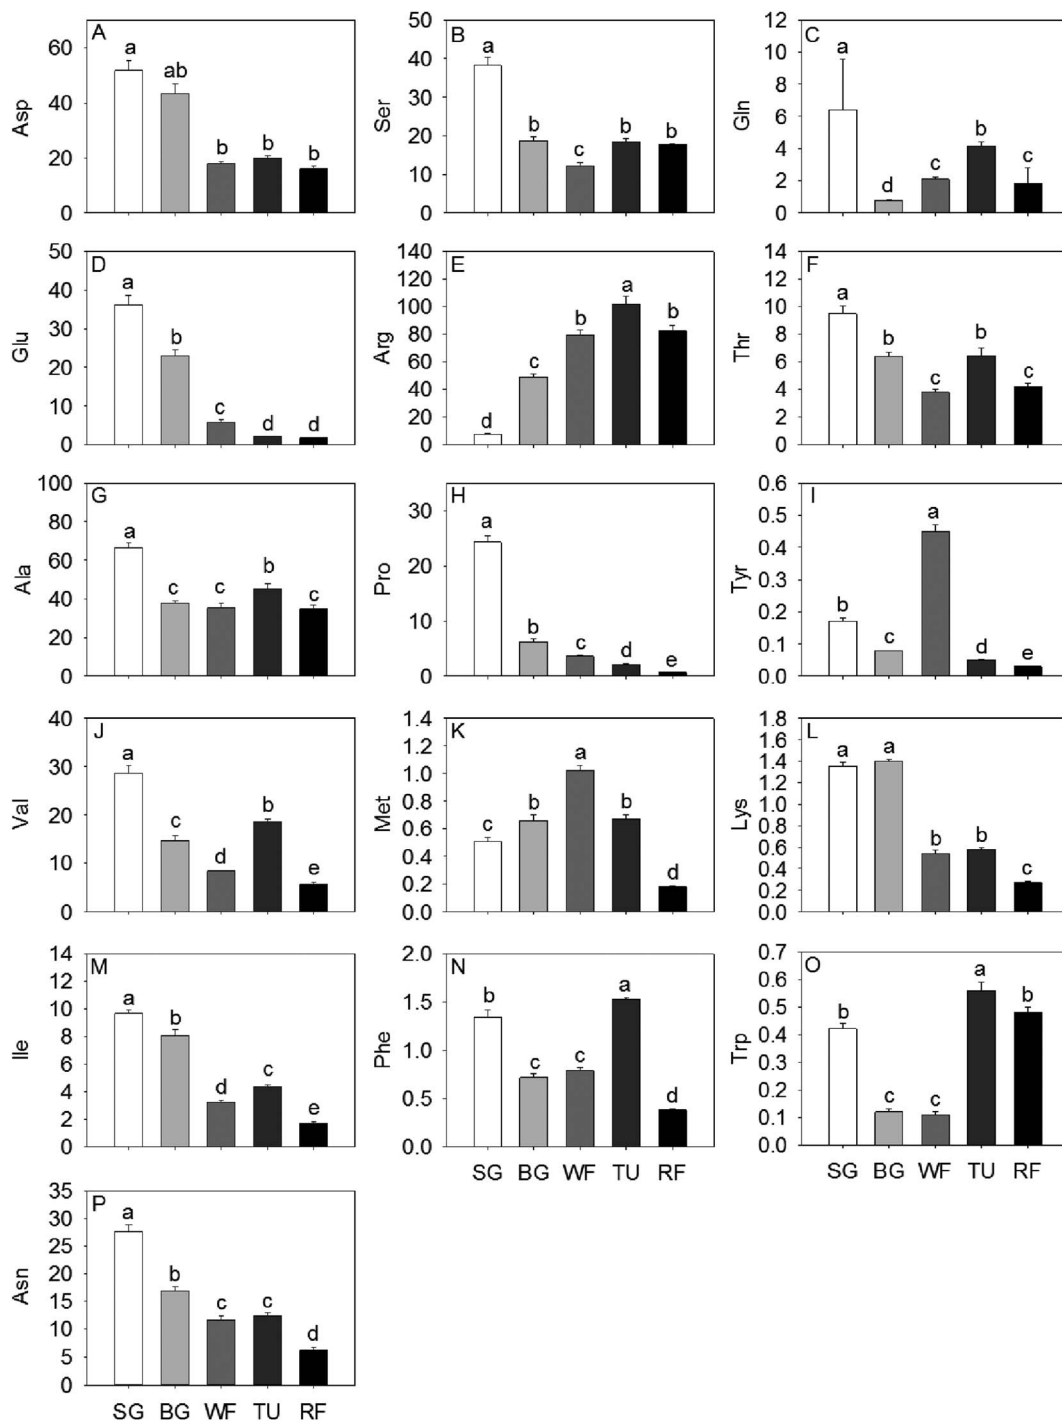 A
Asp
60
40
20
0
a
ab
b
b
b
B
Ser
50
40
30
20
10
0
a
b
c
b
b
C
Gln
12
10
8
6
4
2
0
a
d
c
b
c
D
Glu
50
40
30
20
10
0
a
b
c
d
d
E
Arg
140
120
100
80
60
40
20
0
d
c
b
a
b
F
Thr
14
12
10
8
6
4
2
0
a
b
c
b
c
G
Ala
100
80
60
40
20
0
a
c
c
b
c
H
Pro
30
20
10
0
a
b
c
d
e
I
Tyr
0.6
0.5
0.4
0.3
0.2
0.1
0.0
b
c
a
d
e
J
Val
40
30
20
10
0
a
c
d
b
e
K
Met
1.4
1.2
1.0
0.8
0.6
0.4
0.2
0.0
c
b
a
b
d
L
Lys
1.8
1.6
1.4
1.2
1.0
0.8
0.6
0.4
0.2
0.0
a
a
b
b
c
M
Ile
14
12
10
8
6
4
2
0
a
b
d
c
e
N
Phe
2.0
1.5
1.0
0.5
0.0
b
c
c
a
d
SG BG WF TU RF
O
Trp
0.7
0.6
0.5
0.4
0.3
0.2
0.1
0.0
b
c
c
a
b
SG BG WF TU RF
P
Asn
35
30
25
20
15
10
5
0
a
b
c
c
d
SG BG WF TU RF